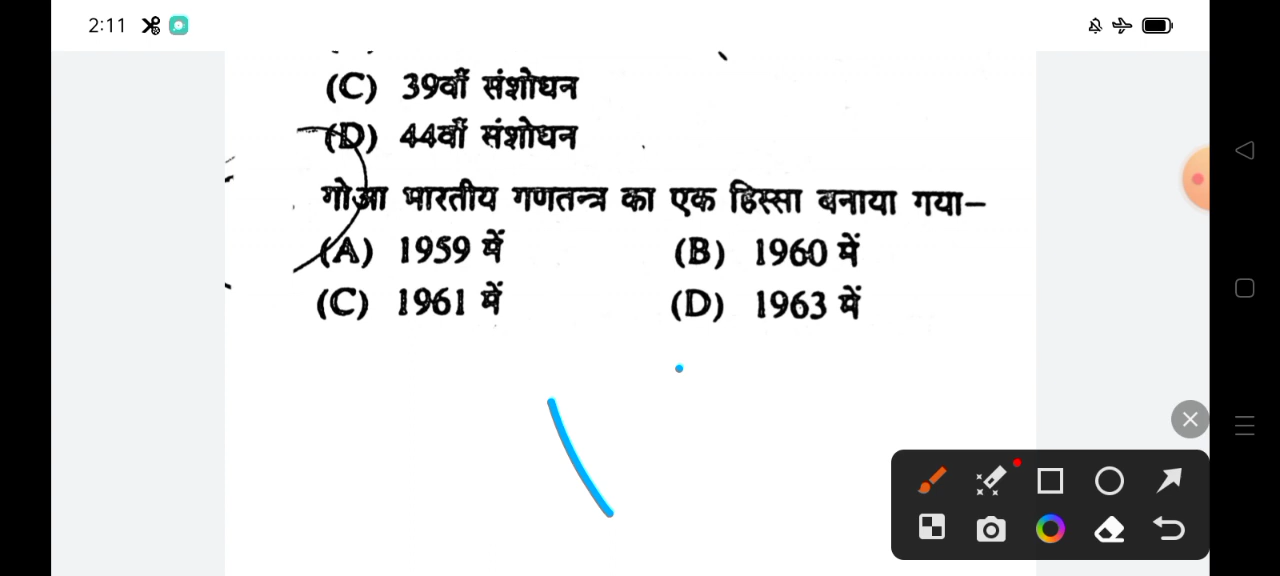 2:11
(C) 39वाँ संशोधन
(D) 44वाँ संशोधन
गोआ भारतीय गणतन्त्र का एक हिस्सा बनाया गया–
(A) 1959 में (B) 1960 में
(C) 1961 में (D) 1963 में